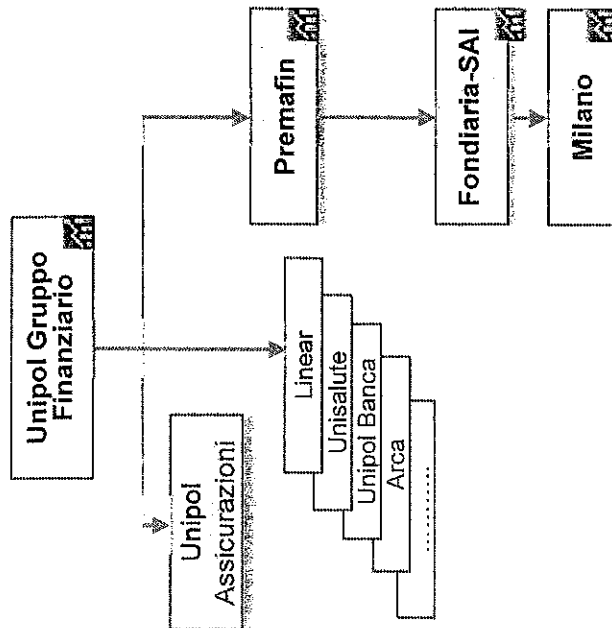 Unipol Gruppo
Finanziario
Unipol
Assicurazioni
Linear
Unisalute
Unipol Banca
Arca
...........
Premafin
Fondiaria-SAI
Milano